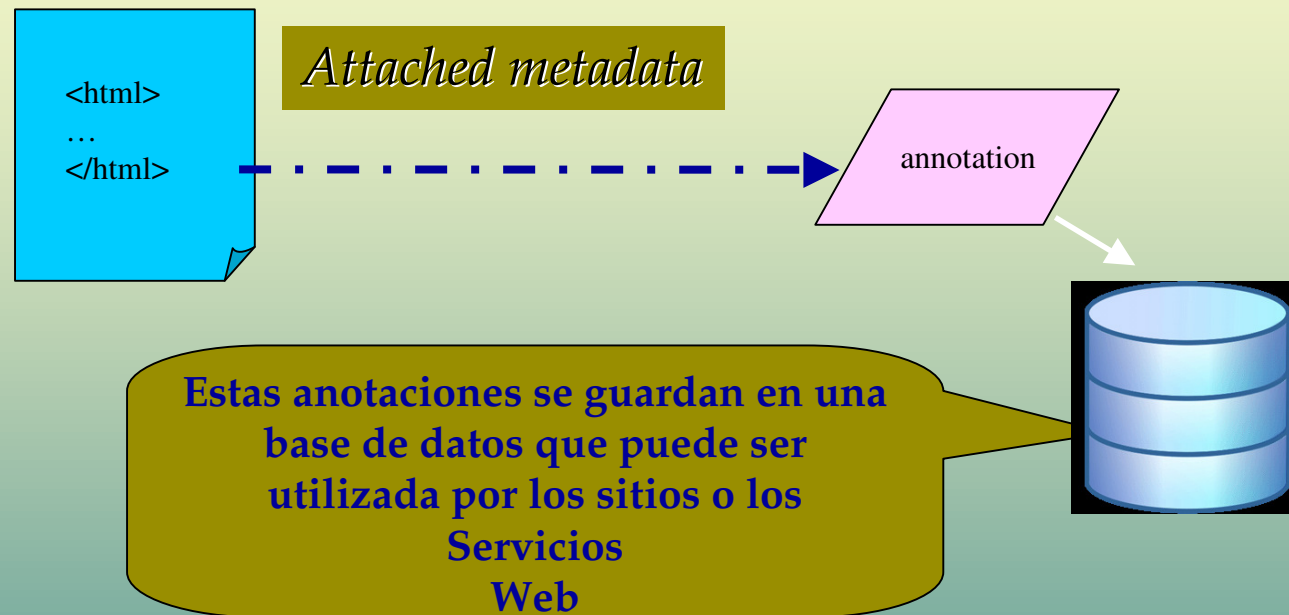 Attached metadata
<html>
…
</html>
annotation
Estas anotaciones se guardan en una
base de datos que puede ser
utilizada por los sitios o los
Servicios
Web